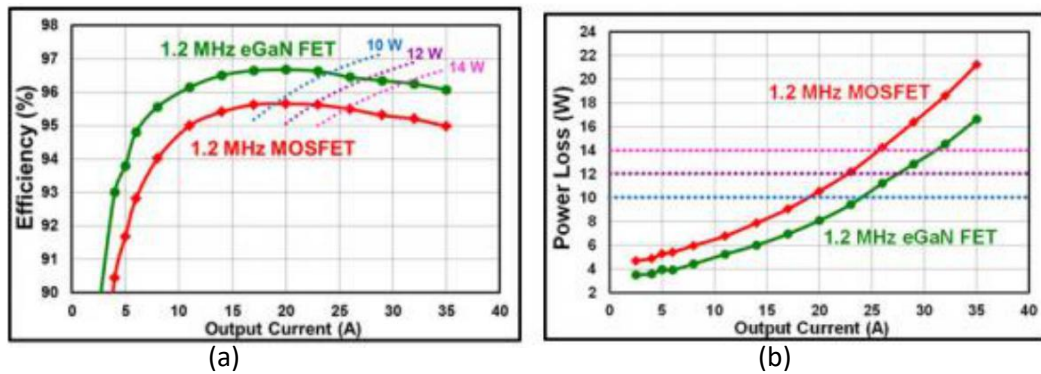 98
97
96
95
94
93
92
91
90
Efficiency (%)
1.2 MHz eGaN FET
10 W
12 W
14 W
1.2 MHz MOSFET
0 5 10 15 20 25 30 35 40
Output Current (A)
(a)
24
22
20
18
16
14
12
10
8
6
4
2
Power Loss (W)
1.2 MHz MOSFET
1.2 MHz eGaN FET
0 5 10 15 20 25 30 35 40
Output Current (A)
(b)